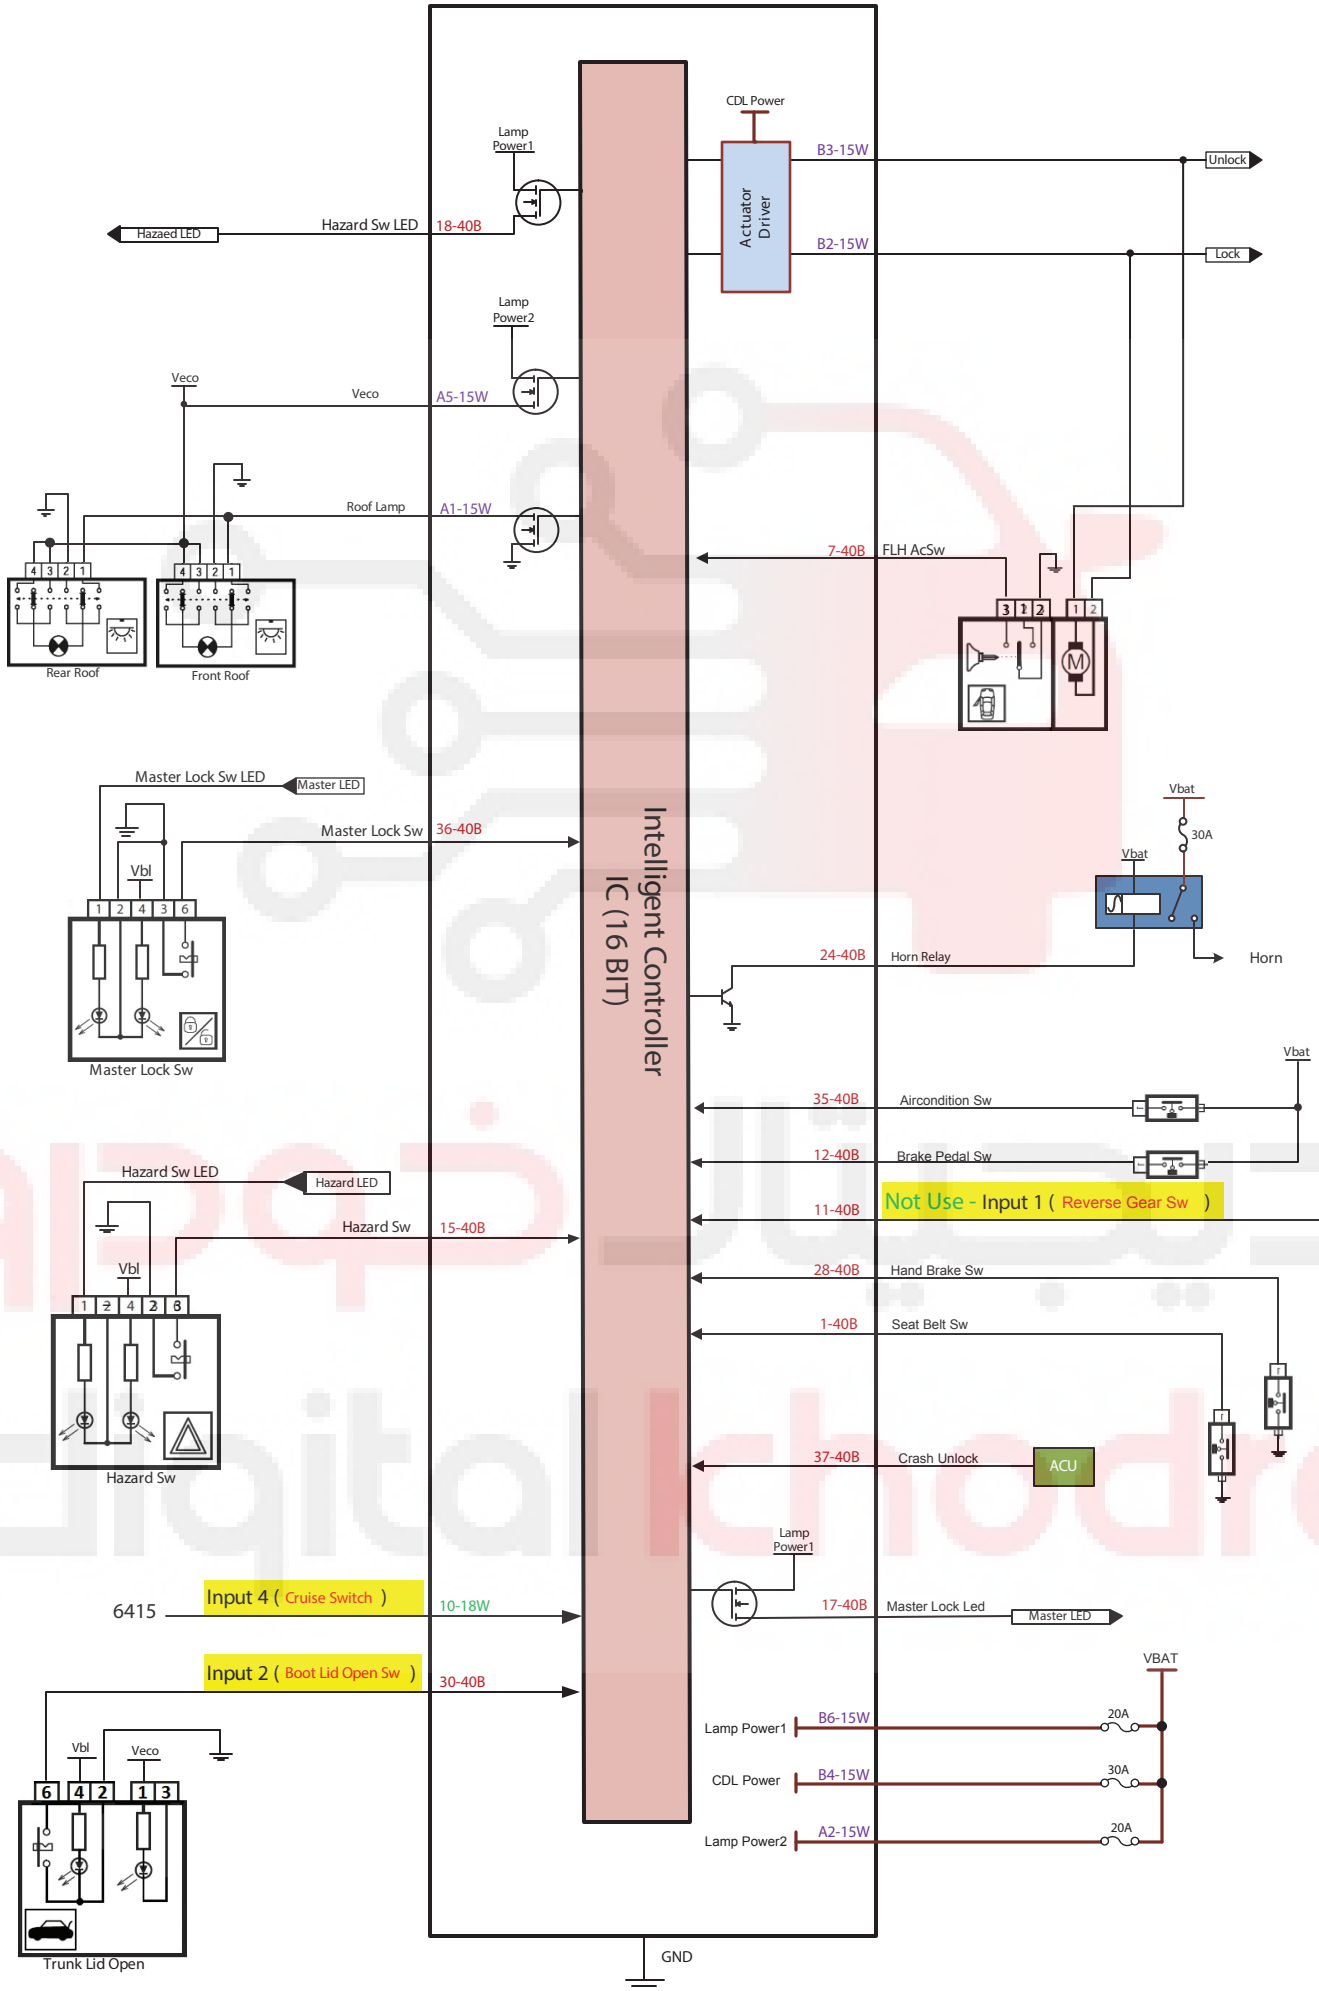 CDL Power
Lamp
Power1
B3-15W
Unlock
Actuator
Driver
Hazaed LED
Hazard Sw LED
18-40B
B2-15W
Lock
Lamp
Power2
Veco
Veco
A5-15W
Roof Lamp
A1-15W
7-40B
FLH AcSw
4 3 2 1
4 3 2 1
Rear Roof
Front Roof
3 1 2
1 2
M
Master Lock Sw LED
Master LED
Master Lock Sw
36-40B
Vbl
1 2 4 3 6
Master Lock Sw
Intelligent Controller
IC (16 BIT)
Vbat
30A
Vbat
24-40B
Horn Relay
Horn
Vbat
35-40B
Aircondition Sw
12-40B
Brake Pedal Sw
Not Use - Input 1 ( Reverse Gear Sw )
11-40B
Hazard Sw LED
Hazard LED
Hazard Sw
15-40B
Vbl
1 2 4 3
Hazard Sw
28-40B
Hand Brake Sw
1-40B
Seat Belt Sw
37-40B
Crash Unlock
ACU
دیجیتال خودرو
digital khodro
Lamp
Power1
6415
Input 4 ( Cruise Switch )
10-18W
17-40B
Master Lock Led
Master LED
Input 2 ( Boot Lid Open Sw )
30-40B
VBAT
Lamp Power1
B6-15W
20A
CDL Power
B4-15W
30A
Lamp Power2
A2-15W
20A
Vbl
Veco
6 4 2 1 3
Trunk Lid Open
GND